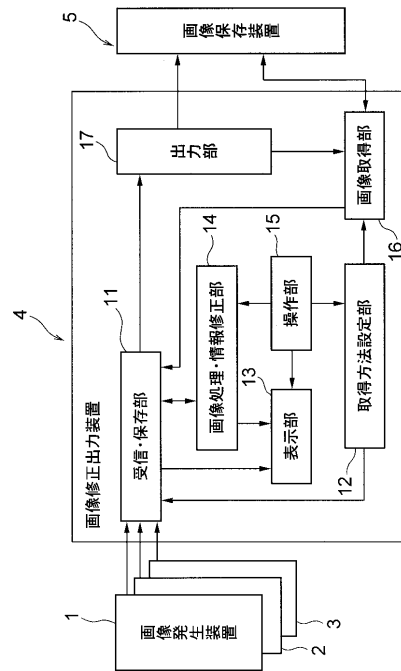 4
画像修正出力装置
1
画像発生装置
2
3
11
受信・保存部
17
出力部
5
画像保存装置
14
画像処理・情報修正部
13
表示部
15
操作部
12
取得方法設定部
16
画像取得部